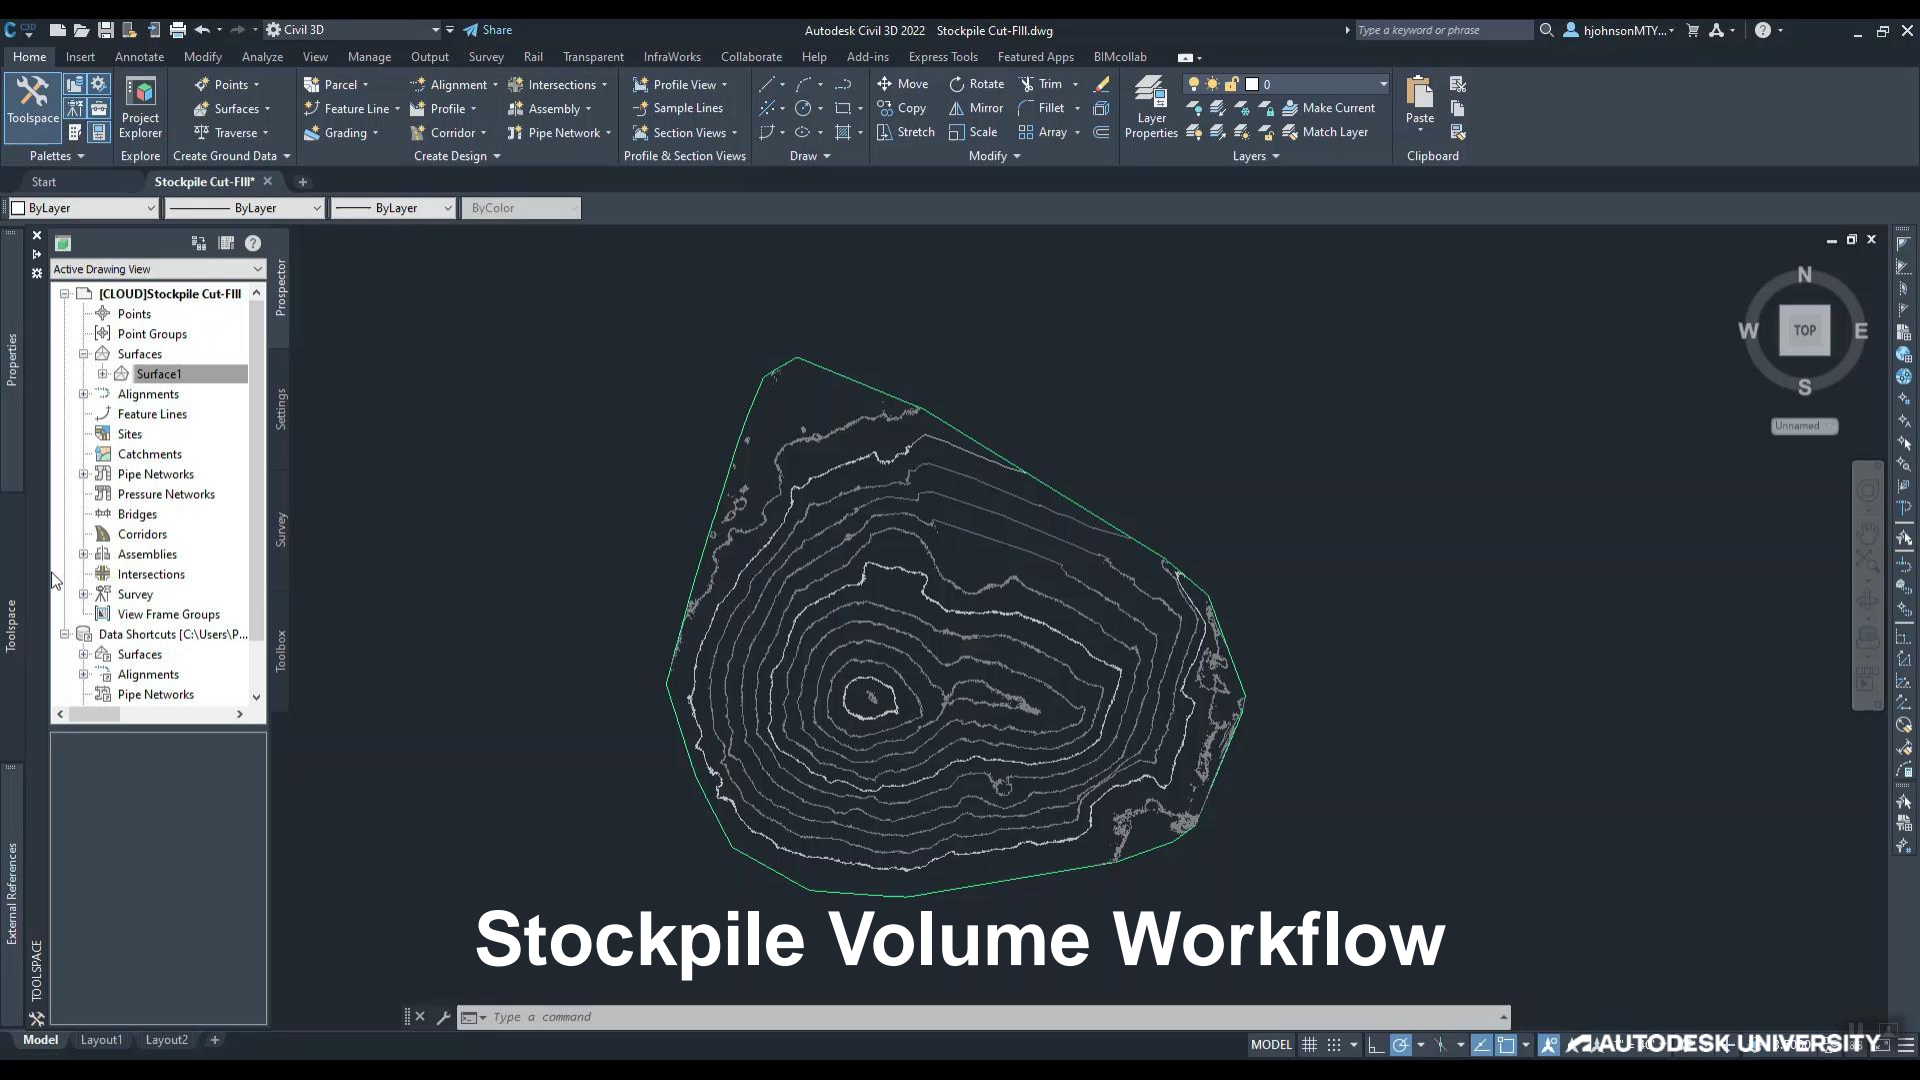 C3D
Civil 3D
Share
Autodesk Civil 3D 2022 Stockpile Cut-FIll.dwg
Type a keyword or phrase
hjohnsonMTY...
Home Insert Annotate Modify Analyze View Manage Output Survey Rail Transparent InfraWorks Collaborate Help Add-ins Express Tools Featured Apps BIMcollab
Toolspace
Palettes
Project
Explorer
Explore
Points
Surfaces
Traverse
Create Ground Data
Parcel
Feature Line
Grading
Alignment
Profile
Corridor
Intersections
Assembly
Pipe Network
Create Design
Profile View
Sample Lines
Section Views
Profile & Section Views
Draw
Move
Copy
Stretch
Rotate
Mirror
Scale
Trim
Fillet
Array
Modify
Layer
Properties
0
Make Current
Match Layer
Layers
Paste
Clipboard
Start
Stockpile Cut-FIll*
ByLayer
ByLayer
ByLayer
ByColor
Active Drawing View
[CLOUD]Stockpile Cut-FIll
Points
Point Groups
Surfaces
Surface1
Alignments
Feature Lines
Sites
Catchments
Pipe Networks
Pressure Networks
Bridges
Corridors
Assemblies
Intersections
Survey
View Frame Groups
Data Shortcuts [C:\Users\P...
Surfaces
Alignments
Pipe Networks
Prospector
Settings
Survey
Toolbox
Properties
Toolspace
External References
TOOLSPACE
N
W
TOP
E
S
Unnamed
Stockpile Volume Workflow
Type a command
Model
Layout1
Layout2
MODEL
AUTODESK UNIVERSITY